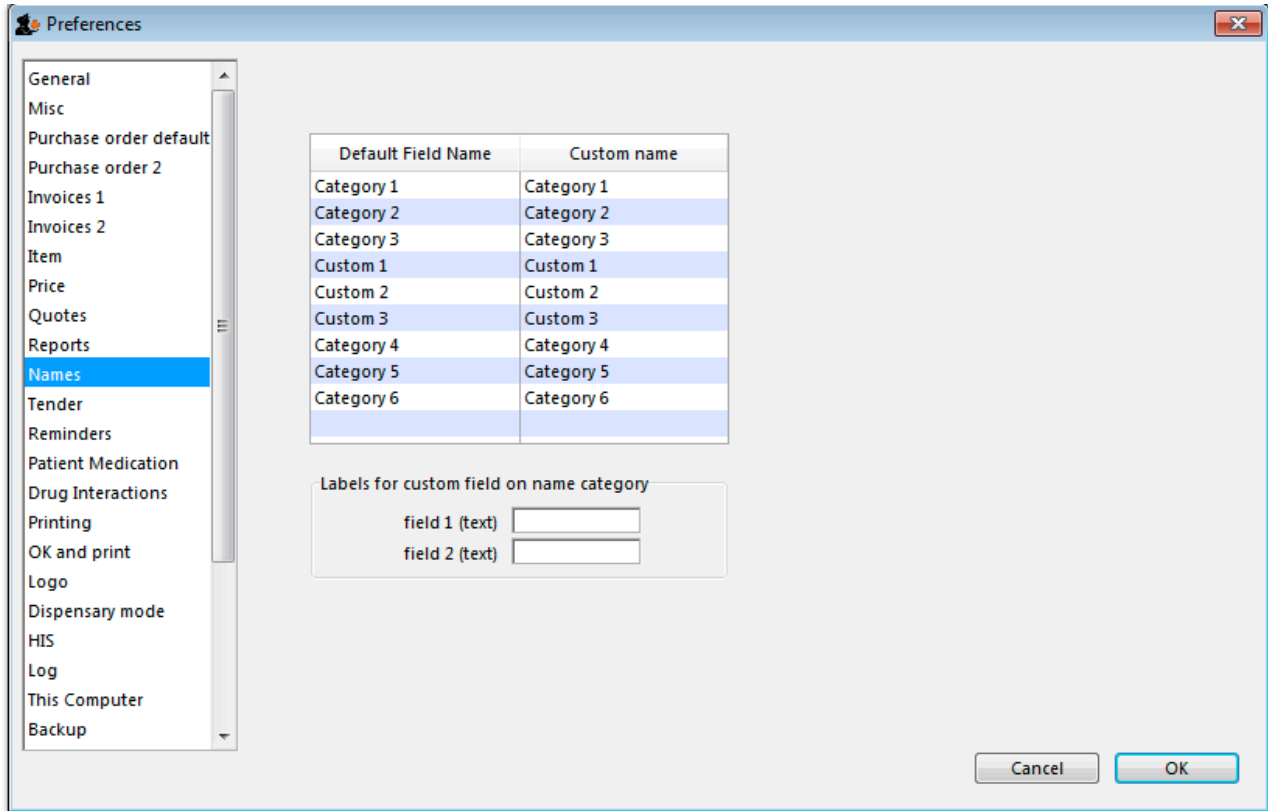 Preferences
General
Misc
Purchase order default
Purchase order 2
Invoices 1
Invoices 2
Item
Price
Quotes
Reports
Names
Tender
Reminders
Patient Medication
Drug Interactions
Printing
OK and print
Logo
Dispensary mode
HIS
Log
This Computer
Backup
Default Field Name Custom name
Category 1 Category 1
Category 2 Category 2
Category 3 Category 3
Custom 1 Custom 1
Custom 2 Custom 2
Custom 3 Custom 3
Category 4 Category 4
Category 5 Category 5
Category 6 Category 6
Labels for custom field on name category
field 1 (text)
field 2 (text)
Cancel OK